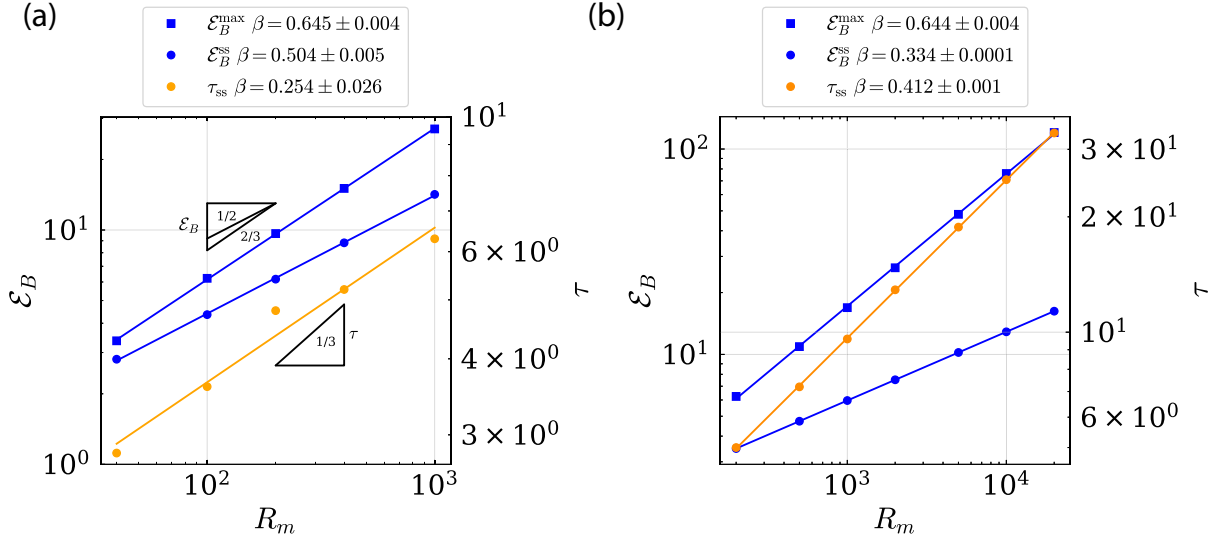 (a)
ℰ_B^max β = 0.645 ± 0.004
ℰ_B^ss β = 0.504 ± 0.005
τ_ss β = 0.254 ± 0.026
10^1
10^0
ℰ_B
ℰ_B
1/2
2/3
1/3
τ
10^1
6 × 10^0
4 × 10^0
3 × 10^0
τ
10^2
10^3
R_m
(b)
ℰ_B^max β = 0.644 ± 0.004
ℰ_B^ss β = 0.334 ± 0.0001
τ_ss β = 0.412 ± 0.001
10^2
10^1
ℰ_B
3 × 10^1
2 × 10^1
10^1
6 × 10^0
τ
10^3
10^4
R_m